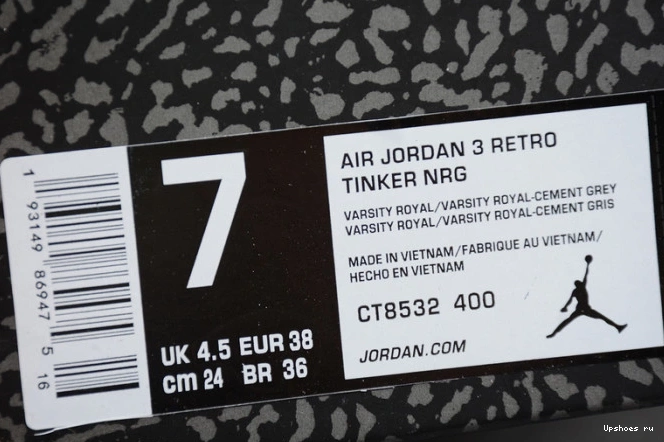 1 93149 86947 5 16
7
UK 4.5 EUR 38
cm 24 BR 36
AIR JORDAN 3 RETRO
TINKER NRG
VARSITY ROYAL/VARSITY ROYAL-CEMENT GREY
VARSITY ROYAL/VARSITY ROYAL-CEMENT GRIS
MADE IN VIETNAM/FABRIQUE AU VIETNAM/
HECHO EN VIETNAM
CT8532 400
JORDAN.COM
Upshoes ru